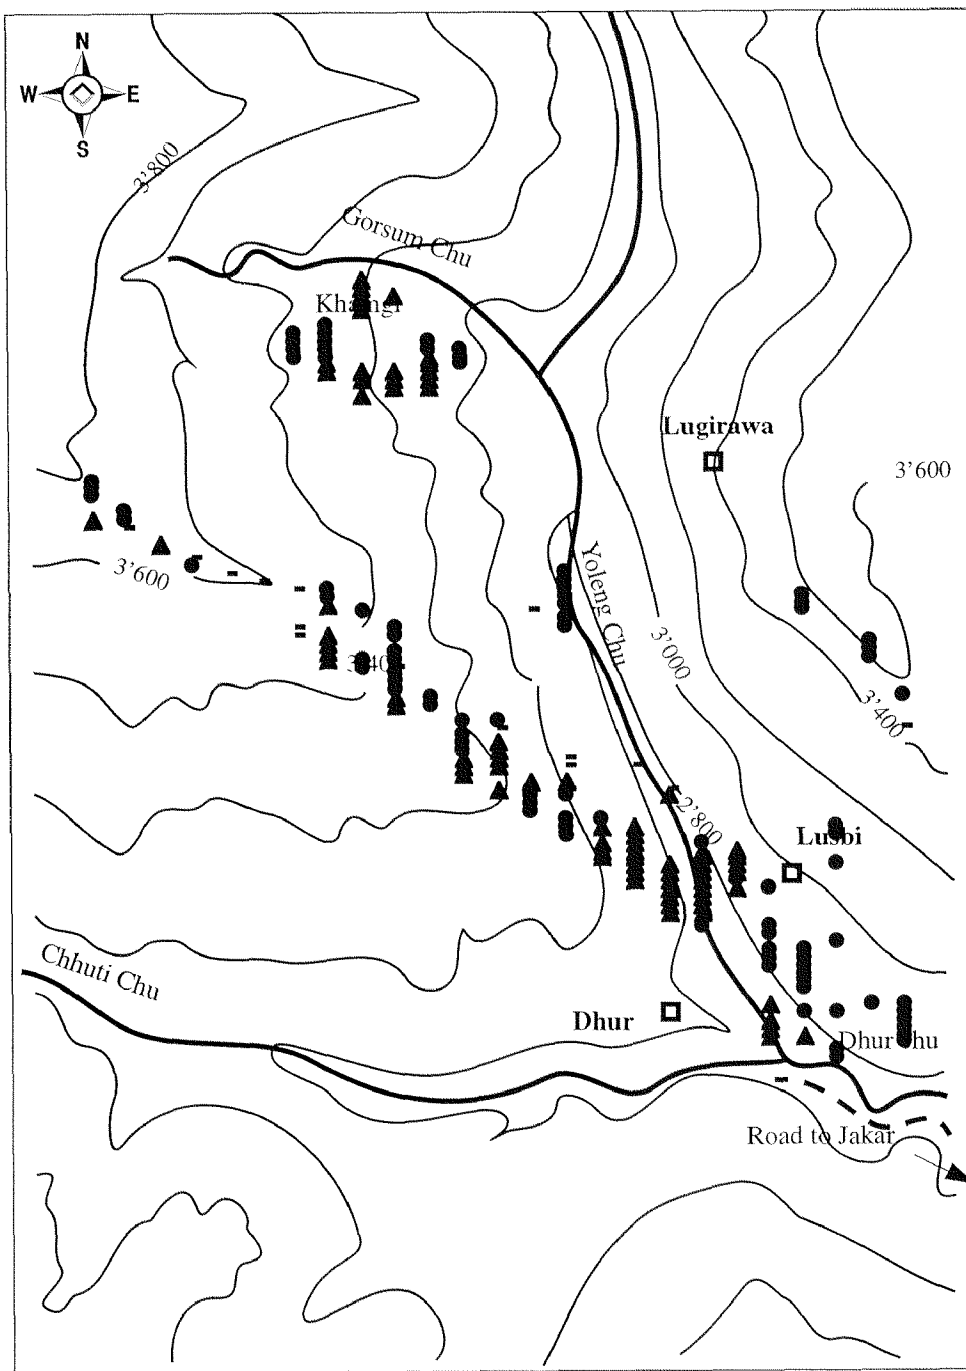 N
W E
S
3'800
Gorsum Chu
Lugirawa
3'600
3'600
Yoleng Chu
3'000
3'400
2'800
Lusbi
Chhuti Chu
Dhur
Dhur Chu
Road to Jakar